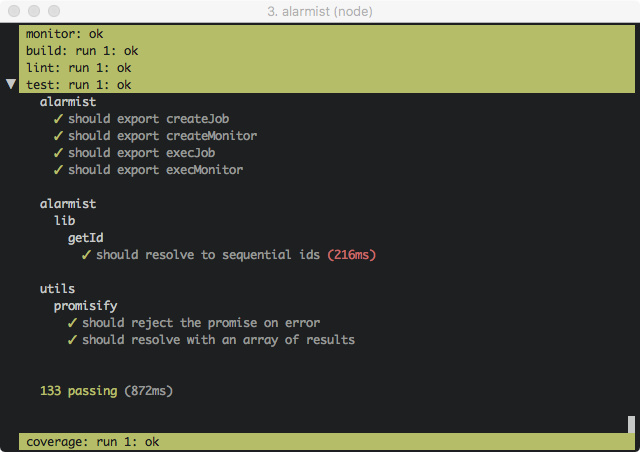 3. alarmist (node)
monitor: ok
build: run 1: ok
lint: run 1: ok
▼ test: run 1: ok
alarmist
✓ should export createJob
✓ should export createMonitor
✓ should export execJob
✓ should export execMonitor
alarmist
lib
getId
✓ should resolve to sequential ids (216ms)
utils
promisify
✓ should reject the promise on error
✓ should resolve with an array of results
133 passing (872ms)
coverage: run 1: ok